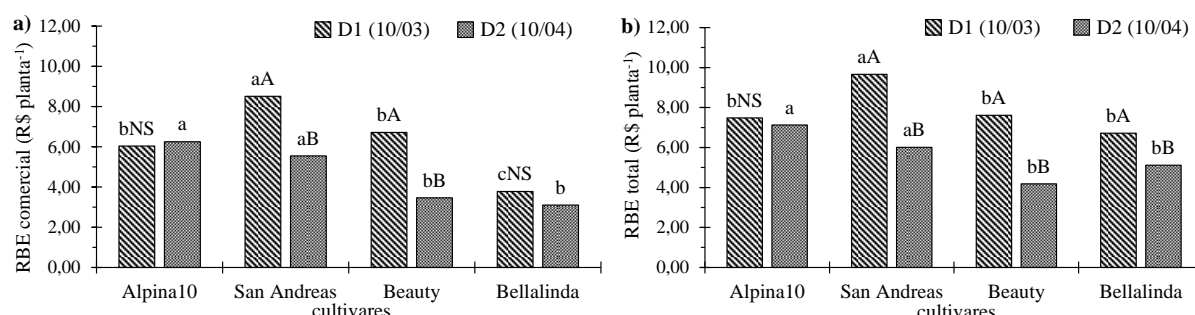 a)
RBE comercial (R$ planta-1)
12,00
10,00
8,00
6,00
4,00
2,00
0,00
D1 (10/03) D2 (10/04)
bNS a aA aB bA bB cNS b
Alpina10 San Andreas Beauty Bellalinda
cultivares
b)
RBE total (R$ planta-1)
12,00
10,00
8,00
6,00
4,00
2,00
0,00
D1 (10/03) D2 (10/04)
bNS a aA aB bA bB bA bB
Alpina10 San Andreas Beauty Bellalinda
cultivares